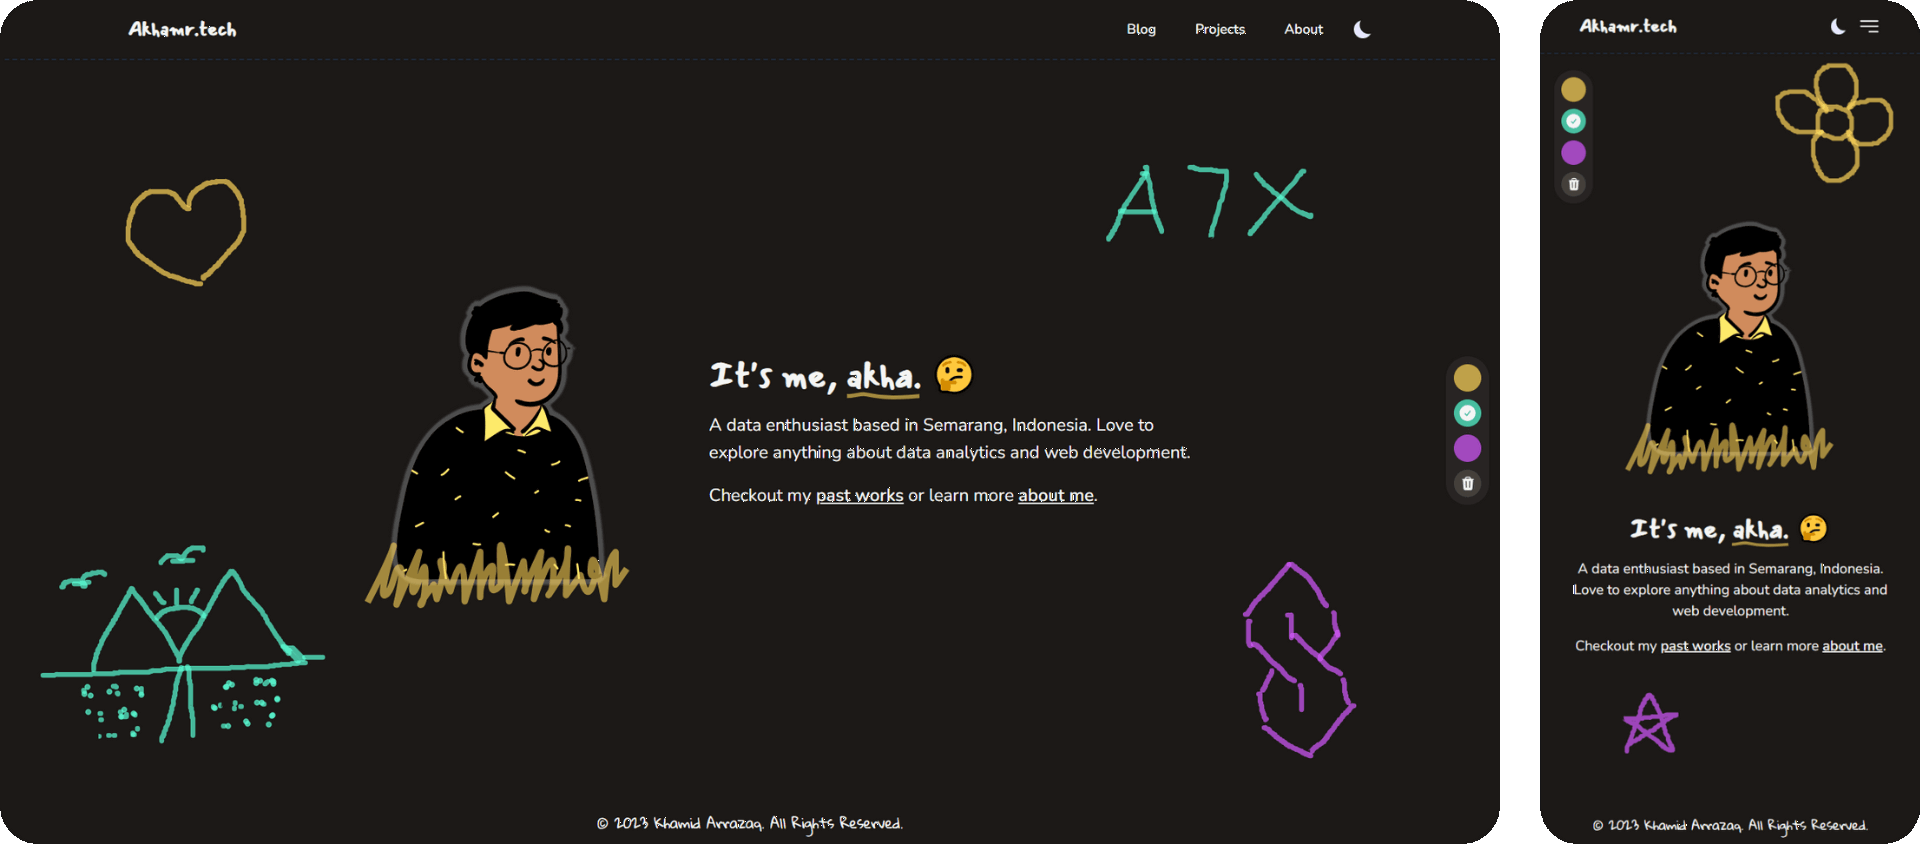 Akhamr.tech
Blog Projects About
A7X
It's me, akha. 🤔
A data enthusiast based in Semarang, Indonesia. Love to
explore anything about data analytics and web development.
Checkout my past works or learn more about me.
© 2023 Khamid Arrazaq. All Rights Reserved.
Akhamr.tech
It's me, akha. 🤔
A data enthusiast based in Semarang, Indonesia.
Love to explore anything about data analytics and
web development.
Checkout my past works or learn more about me.
© 2023 Khamid Arrazaq. All Rights Reserved.